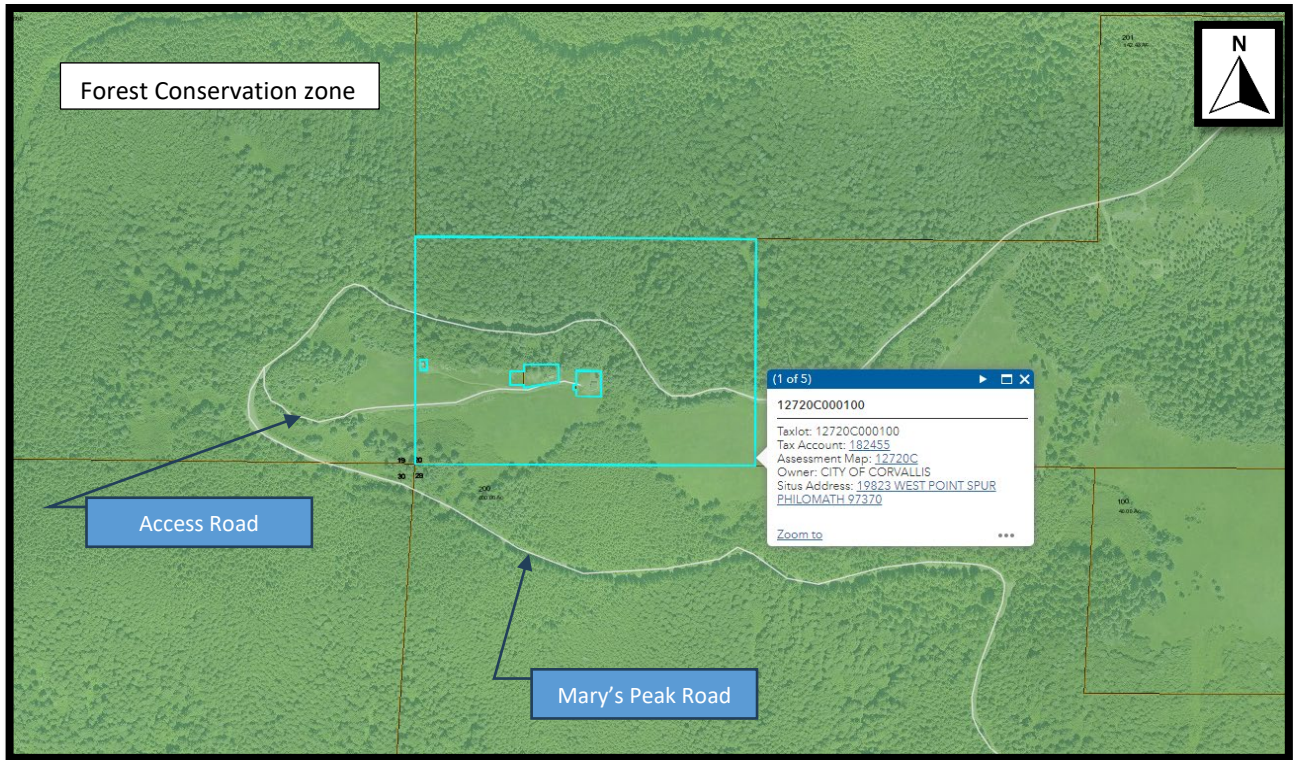 Forest Conservation zone
N
201
(1 of 5)
12720C000100
Taxlot: 12720C000100
Tax Account: 182455
Assessment Map: 12720C
Owner: CITY OF CORVALLIS
Situs Address: 19823 WEST POINT SPUR
PHILOMATH 97370
Zoom to
19 20
30 29
200
100
Access Road
Mary’s Peak Road